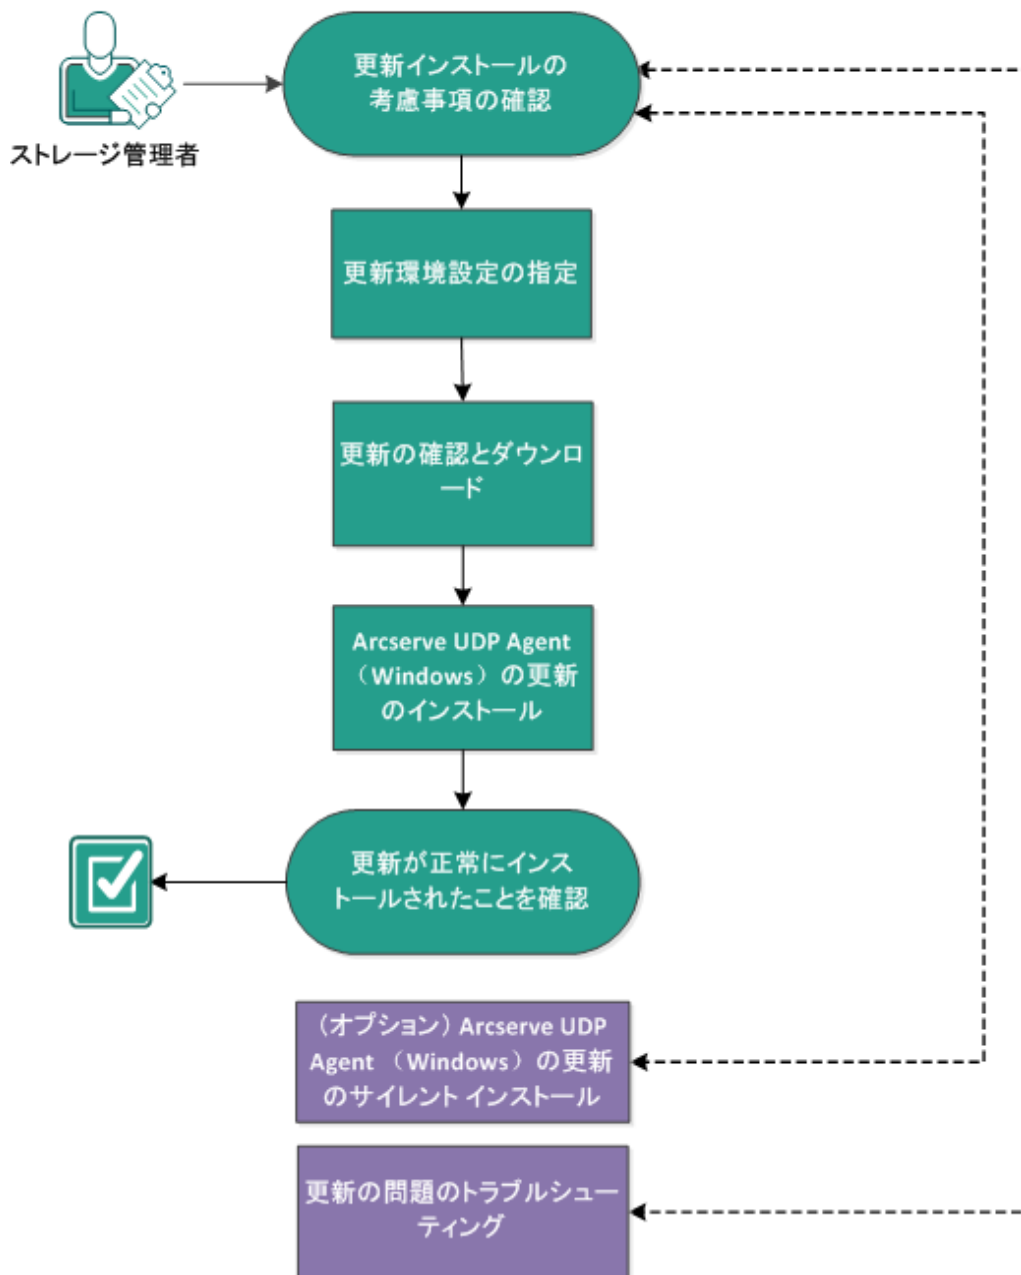 更新インストールの
考慮事項の確認
ストレージ管理者
更新環境設定の指定
更新の確認とダウンロ
ード
Arcserve UDP Agent
（Windows）の更新
のインストール
更新が正常にインス
トールされたことを確認
（オプション）Arcserve UDP
Agent （Windows）の更新
のサイレント インストール
更新の問題のトラブルシュー
ティング